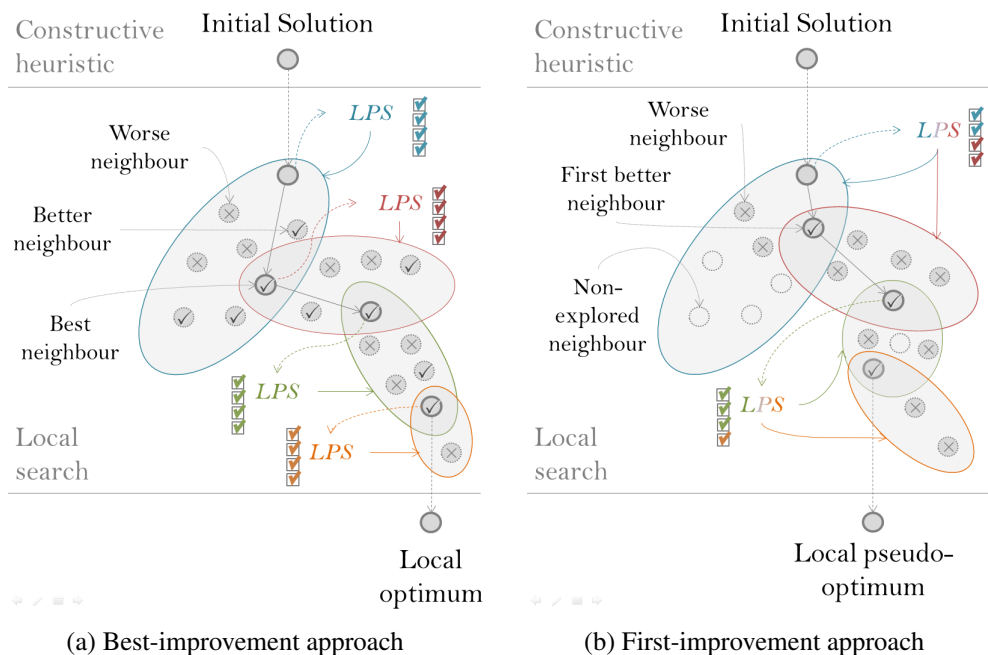 Initial Solution
Constructive
heuristic
LPS
Worse
neighbour
LPS
Better
neighbour
Best
neighbour
LPS
LPS
Local
search
Local
optimum
(a) Best-improvement approach
Initial Solution
Constructive
heuristic
Worse
neighbour
LPS
First better
neighbour
Non-
explored
neighbour
LPS
Local
search
Local pseudo-
optimum
(b) First-improvement approach